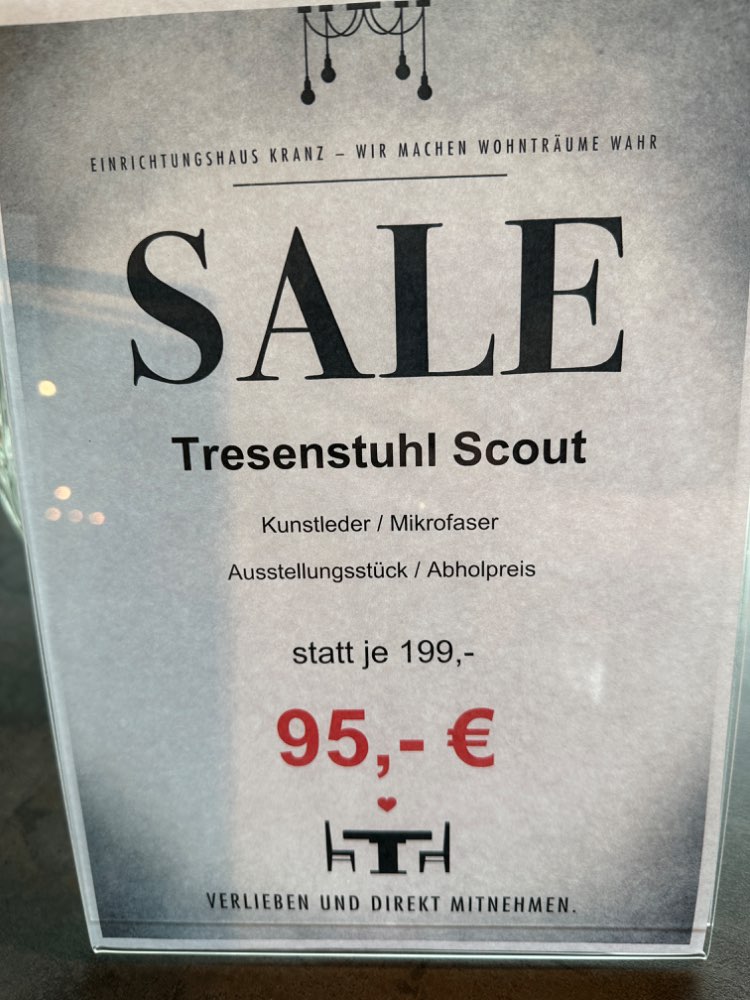 EINRICHTUNGSHAUS KRANZ – WIR MACHEN WOHNTRÄUME WAHR
SALE
Tresenstuhl Scout
Kunstleder / Mikrofaser
Ausstellungsstück / Abholpreis
statt je 199,-
95,- €
VERLIEBEN UND DIREKT MITNEHMEN.